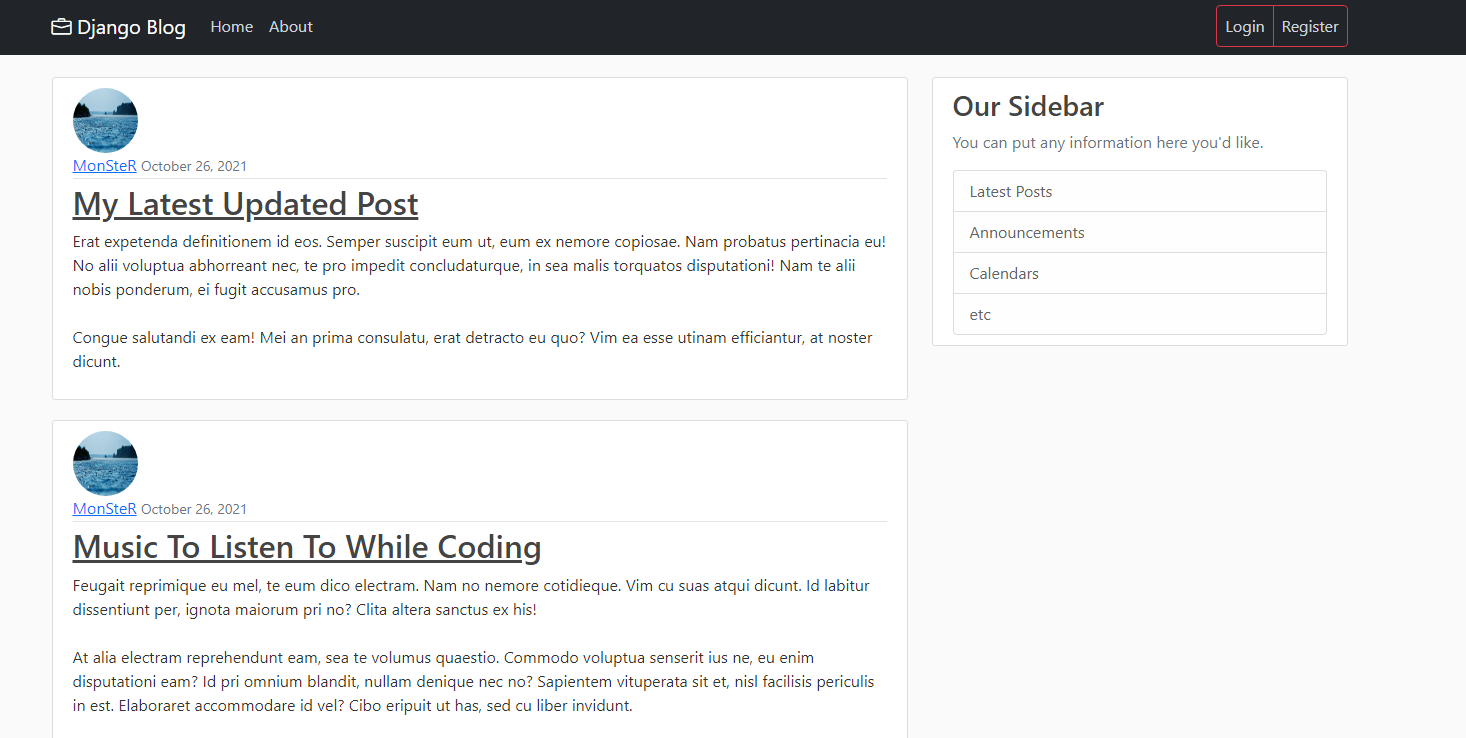 Django Blog Home About Login Register
MonSteR October 26, 2021
My Latest Updated Post
Erat expetenda definitionem id eos. Semper suscipit eum ut, eum ex nemore copiosae. Nam probatus pertinacia eu!
No alii voluptua abhorreant nec, te pro impedit concludaturque, in sea malis torquatos disputationi! Nam te alii
nobis ponderum, ei fugit accusamus pro.
Congue salutandi ex eam! Mei an prima consulatu, erat detracto eu quo? Vim ea esse utinam efficiantur, at noster
dicunt.
MonSteR October 26, 2021
Music To Listen To While Coding
Feugait reprimique eu mel, te eum dico electram. Nam no nemore cotidieque. Vim cu suas atqui dicunt. Id labitur
dissentiunt per, ignota maiorum pri no? Clita altera sanctus ex his!
At alia electram reprehendunt eam, sea te volumus quaestio. Commodo voluptua senserit ius ne, eu enim
disputationi eam? Id pri omnium blandit, nullam denique nec no? Sapientem vituperata sit et, nisl facilisis periculis
in est. Elaboraret accommodare id vel? Cibo eripuit ut has, sed cu liber invidunt.
Our Sidebar
You can put any information here you'd like.
Latest Posts
Announcements
Calendars
etc